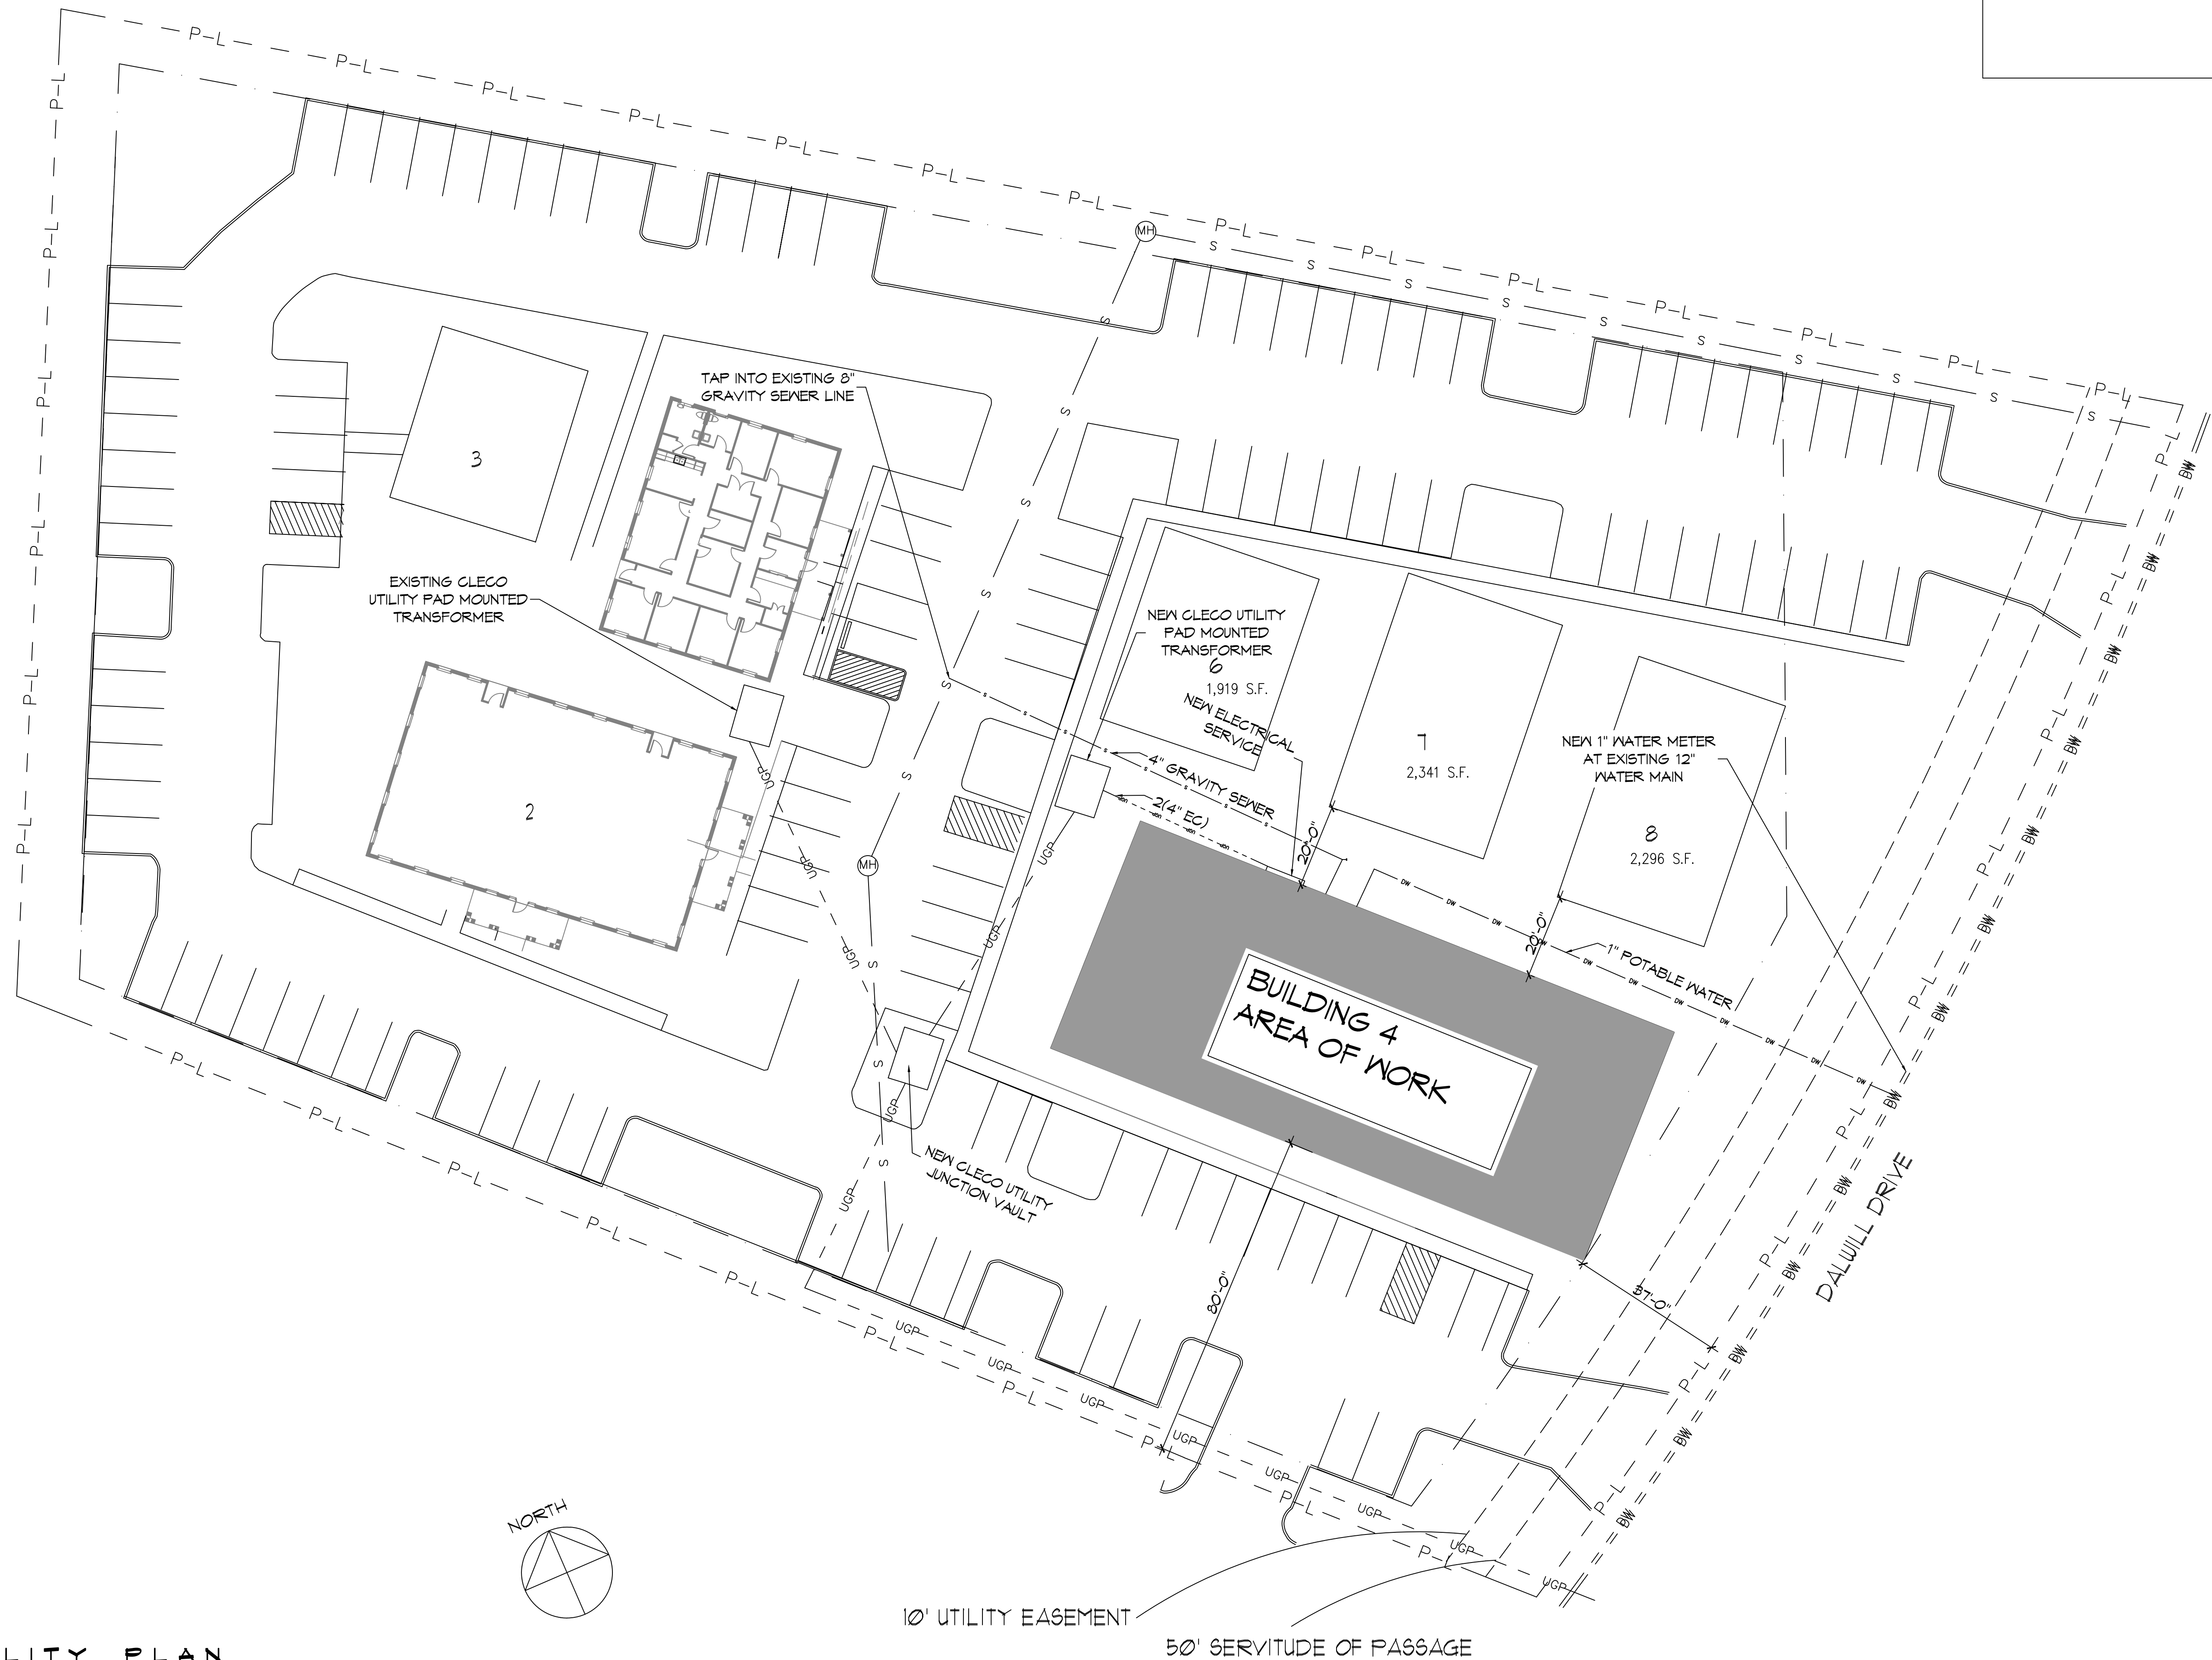 TAP INTO EXISTING 8"
GRAVITY SEWER LINE
3
EXISTING CLECO
UTILITY PAD MOUNTED
TRANSFORMER
2
NEW CLECO UTILITY
PAD MOUNTED
TRANSFORMER
6
1,919 S.F.
NEW ELECTRICAL
SERVICE
7
2,341 S.F.
NEW 1" WATER METER
AT EXISTING 12"
WATER MAIN
8
2,296 S.F.
4" GRAVITY SEWER
2(4" EC)
20'-0"
20'-0"
1" POTABLE WATER
BUILDING 4
AREA OF WORK
NEW CLECO UTILITY
JUNCTION VAULT
80'-0"
37'-0"
DALWILL DRIVE
MH
MH
P-L
S
UGP
DW
BW
NORTH
10' UTILITY EASEMENT
50' SERVITUDE OF PASSAGE
LITY PLAN